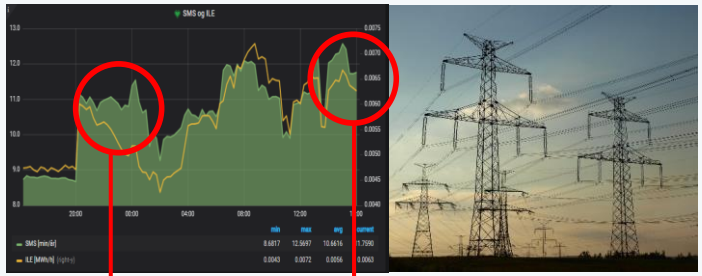 SMS og ILE
13.0
0.0075
12.0
0.0070
11.0
0.0065
10.0
0.0060
9.0
0.0055
8.0
0.0050
0.0045
0.0040
20:00 00:00 04:00 08:00 12:00
min max avg current
SMS [min/år] 8.6817 12.5697 10.6616 11.7590
ILE [MWh/h] (right-y) 0.0043 0.0072 0.0056 0.0063